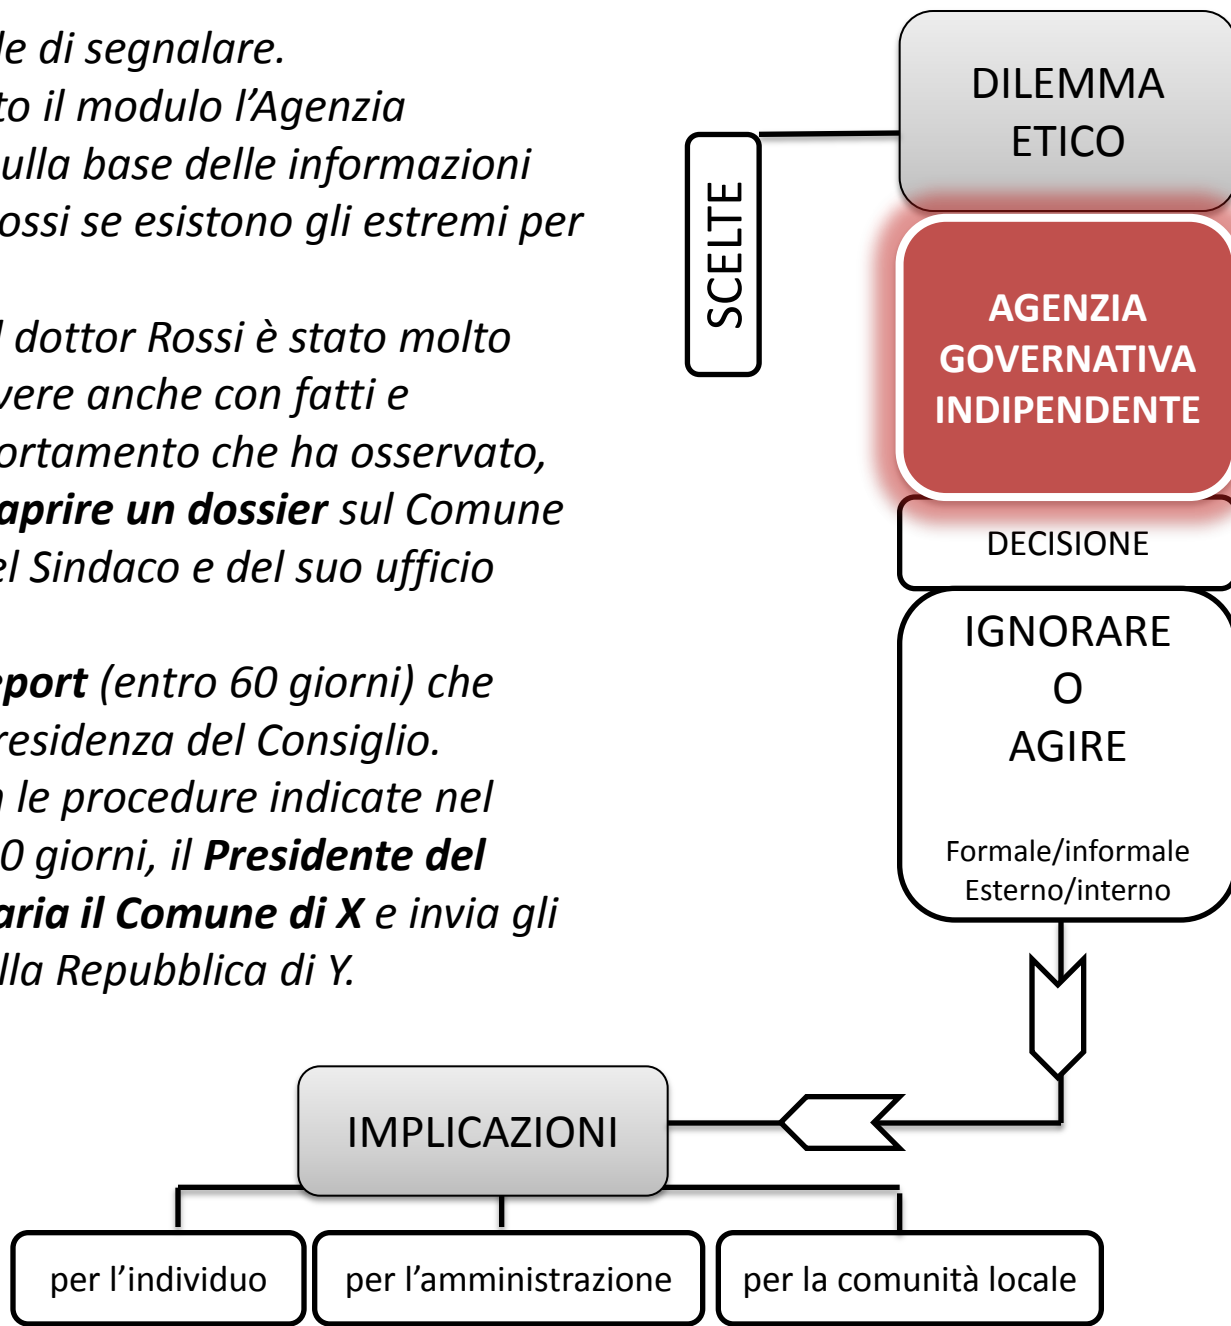 le di segnalare.
to il modulo l’Agenzia
ulla base delle informazioni
ossi se esistono gli estremi per
l dottor Rossi è stato molto
vere anche con fatti e
ortamento che ha osservato,
aprire un dossier sul Comune
el Sindaco e del suo ufficio
eport (entro 60 giorni) che
residenza del Consiglio.
n le procedure indicate nel
0 giorni, il Presidente del
aria il Comune di X e invia gli
lla Repubblica di Y.
DILEMMA
ETICO
SCELTE
AGENZIA
GOVERNATIVA
INDIPENDENTE
DECISIONE
IGNORARE
O
AGIRE
Formale/informale
Esterno/interno
IMPLICAZIONI
per l’individuo
per l’amministrazione
per la comunità locale